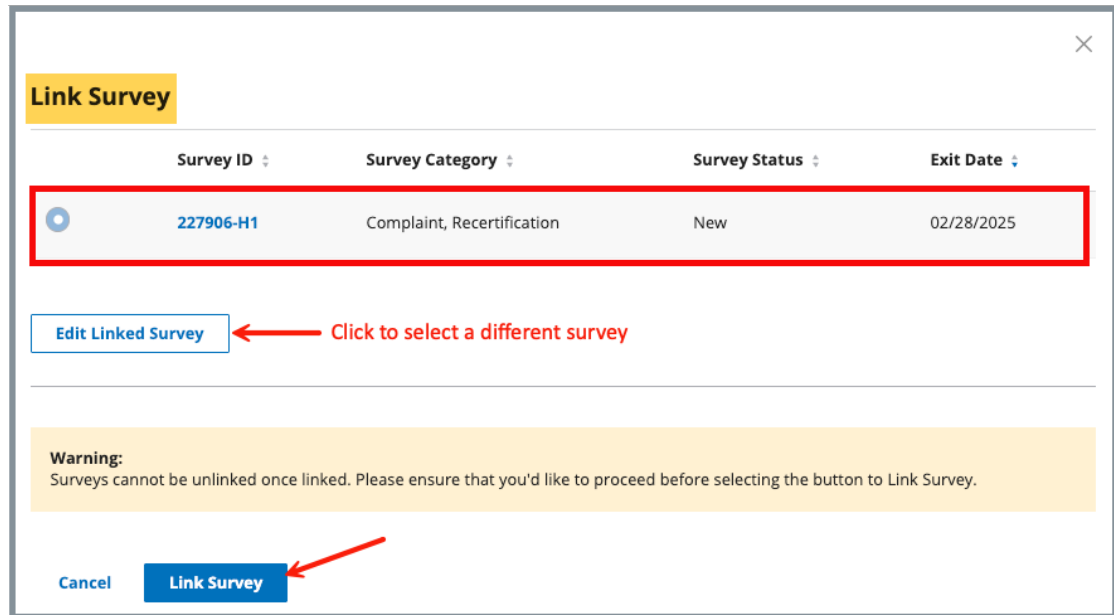 Link Survey
Survey ID Survey Category Survey Status Exit Date
227906-H1 Complaint, Recertification New 02/28/2025
Edit Linked Survey Click to select a different survey
Warning:
Surveys cannot be unlinked once linked. Please ensure that you'd like to proceed before selecting the button to Link Survey.
Cancel Link Survey